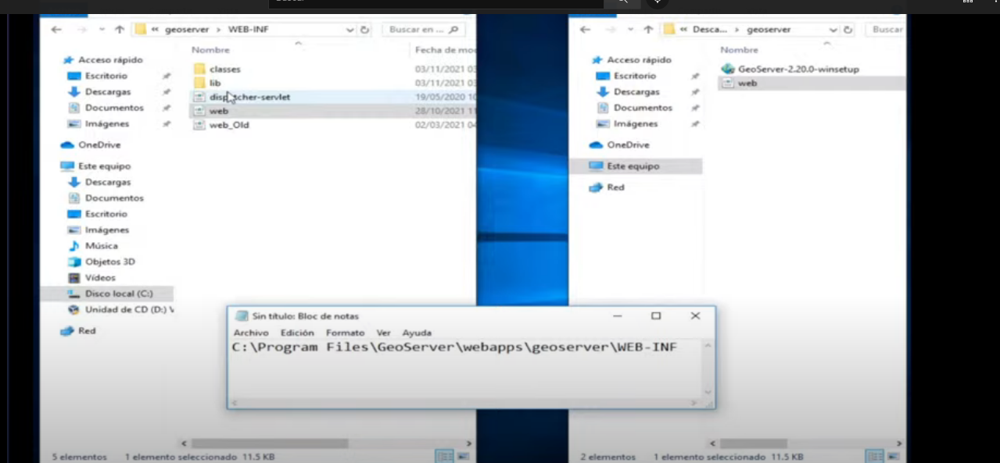 « geoserver > WEB-INF
Buscar en ...
Nombre
Fecha de mo
Acceso rápido
Escritorio
Descargas
Documentos
Imágenes
OneDrive
Este equipo
Descargas
Documentos
Escritorio
Imágenes
Música
Objetos 3D
Vídeos
Disco local (C:)
Unidad de CD (D:) V
Red
classes
03/11/2021 03
lib
03/11/2021 03
19/05/2020 10
web
28/10/2021 11
web_Old
02/03/2021 04
5 elementos
1 elemento seleccionado 11.5 KB
« Desca... > geoserver
Buscar
Nombre
Acceso rápido
Escritorio
Descargas
Documentos
Imágenes
OneDrive
Este equipo
Red
GeoServer-2.20.0-winsetup
web
2 elementos
1 elemento seleccionado 11.5 KB
Sin título: Bloc de notas
Archivo Edición Formato Ver Ayuda
C:\Program Files\GeoServer\webapps\geoserver\WEB-INF